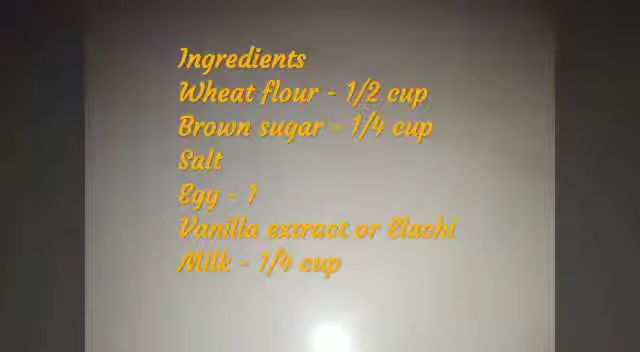 Ingredients
Wheat flour - 1/2 cup
Brown sugar - 1/4 cup
Salt
Egg - 1
Vanilla extract or Elachi
Milk - 1/4 cup